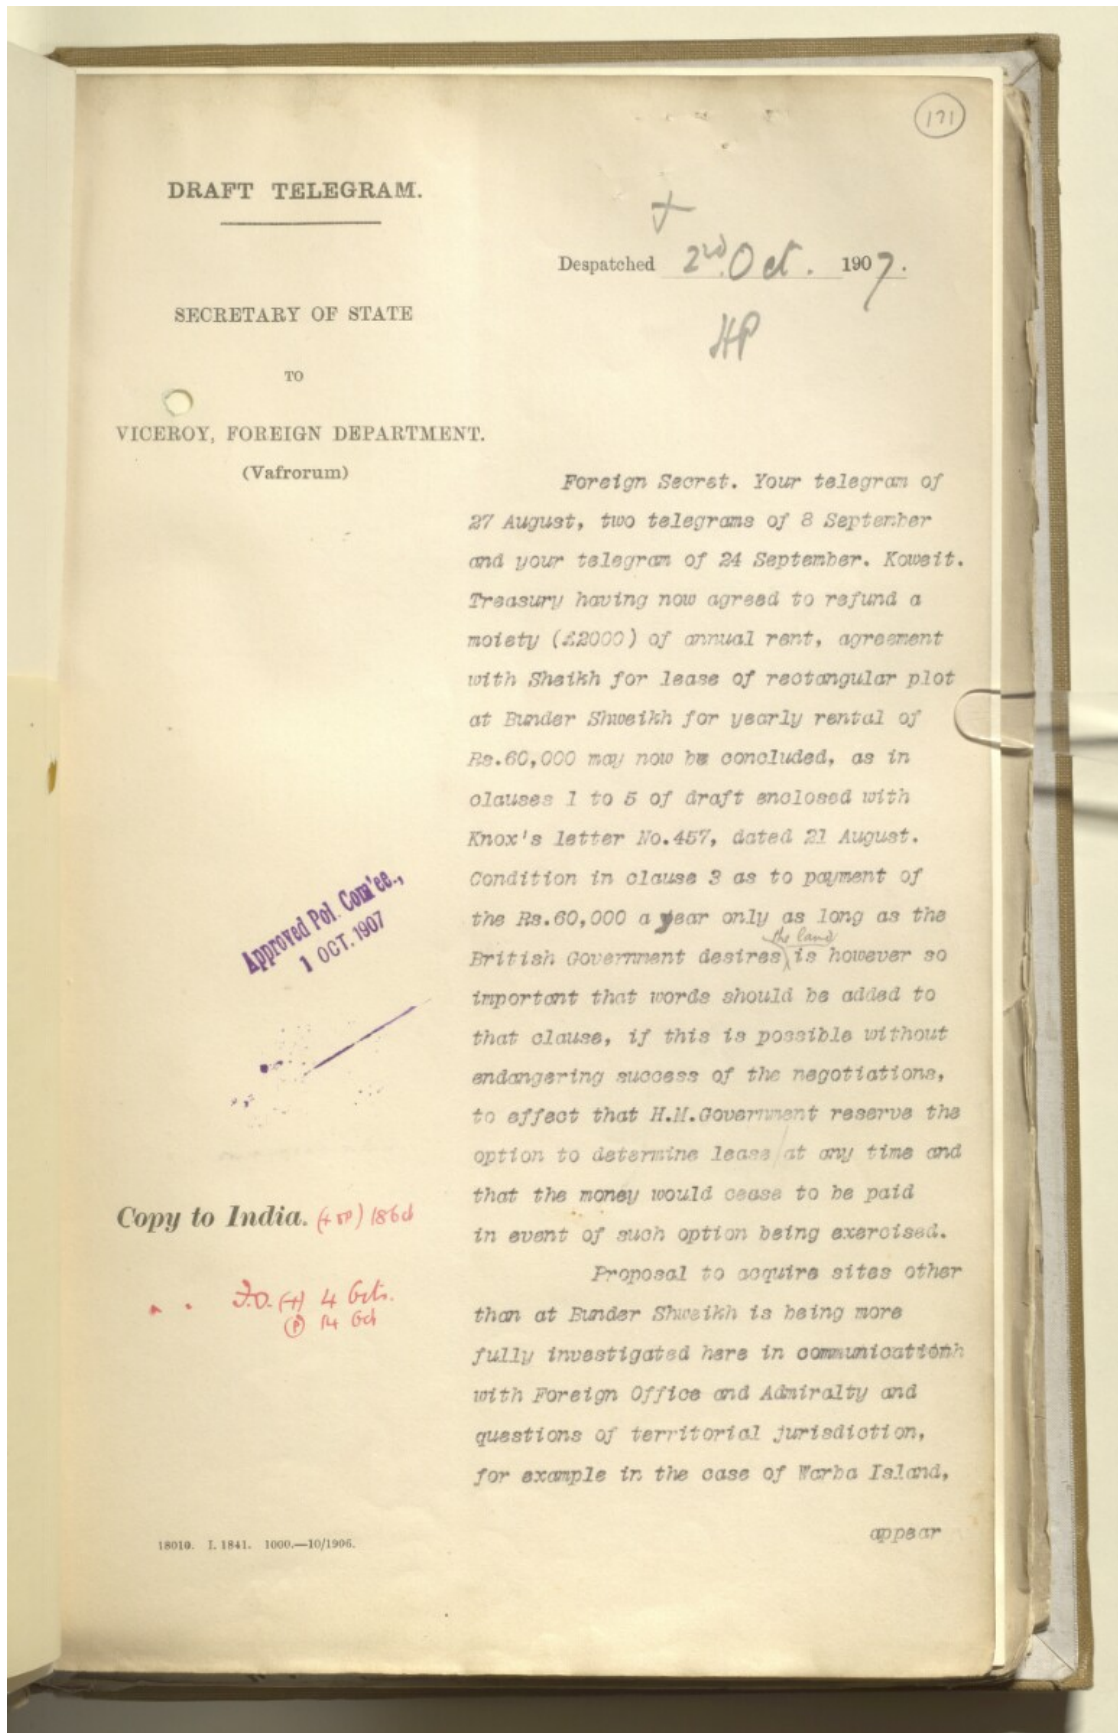 171
DRAFT TELEGRAM.
Despatched 2nd Oct. 1907.
HP
SECRETARY OF STATE
TO
VICEROY, FOREIGN DEPARTMENT.
(Vafrorum)
Foreign Secret. Your telegram of
27 August, two telegrams of 8 September
and your telegram of 24 September. Koweit.
Treasury having now agreed to refund a
moiety (£2000) of annual rent, agreement
with Sheikh for lease of rectangular plot
at Bunder Shweikh for yearly rental of
Rs.60,000 may now be concluded, as in
clauses 1 to 5 of draft enclosed with
Knox's letter No.457, dated 21 August.
Condition in clause 3 as to payment of
the Rs.60,000 a year only as long as the
British Government desires the land is however so
important that words should be added to
that clause, if this is possible without
endangering success of the negotiations,
to effect that H.M.Government reserve the
option to determine lease at any time and
that the money would cease to be paid
in event of such option being exercised.
Proposal to acquire sites other
than at Bunder Shweikh is being more
fully investigated here in communication
with Foreign Office and Admiralty and
questions of territorial jurisdiction,
for example in the case of Warba Island,
appear
Approved Pol. Com'ee.,
1 OCT. 1907
Copy to India. 18 Oct
F.O. (+) 4 Octr.
(P) 14 Oct
18010. I. 1841. 1000.—10/1906.